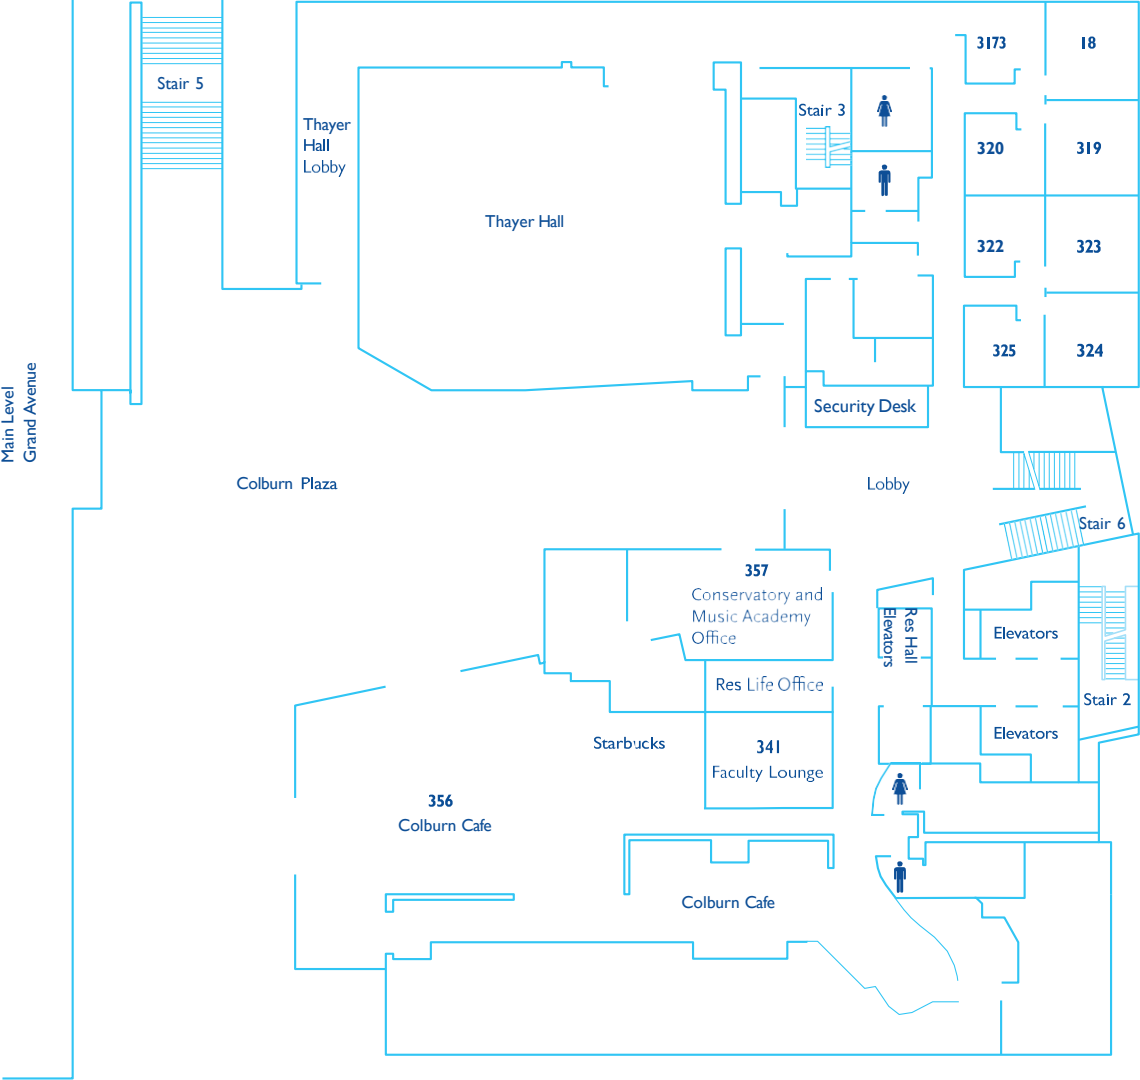 3173
18
Stair 5
Stair 3
Thayer
Hall
Lobby
320
319
Thayer Hall
322
323
325
324
Main Level
Grand Avenue
Security Desk
Colburn Plaza
Lobby
Stair 6
357
Conservatory and
Music Academy
Office
Res Hall
Elevators
Elevators
Res Life Office
Stair 2
Starbucks
341
Faculty Lounge
Elevators
356
Colburn Cafe
Colburn Cafe